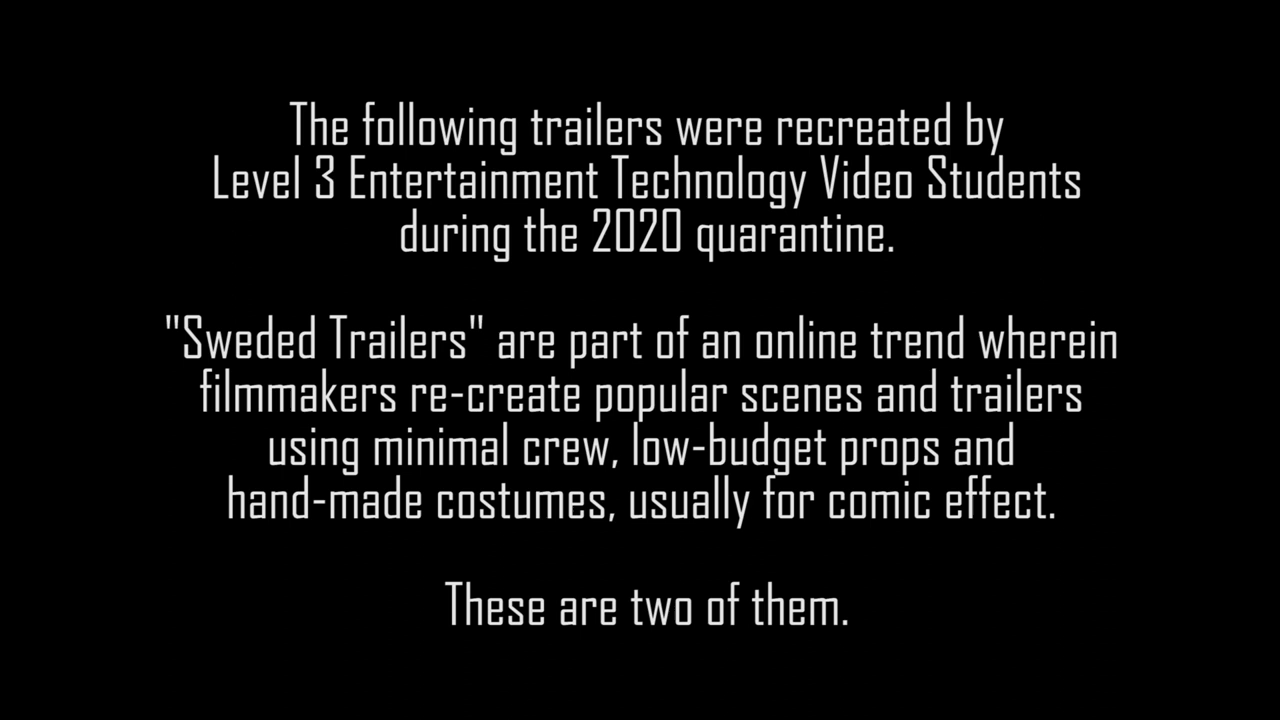 The following trailers were recreated by
Level 3 Entertainment Technology Video Students
during the 2020 quarantine.
"Sweded Trailers" are part of an online trend wherein
filmmakers re-create popular scenes and trailers
using minimal crew, low-budget props and
hand-made costumes, usually for comic effect.
These are two of them.